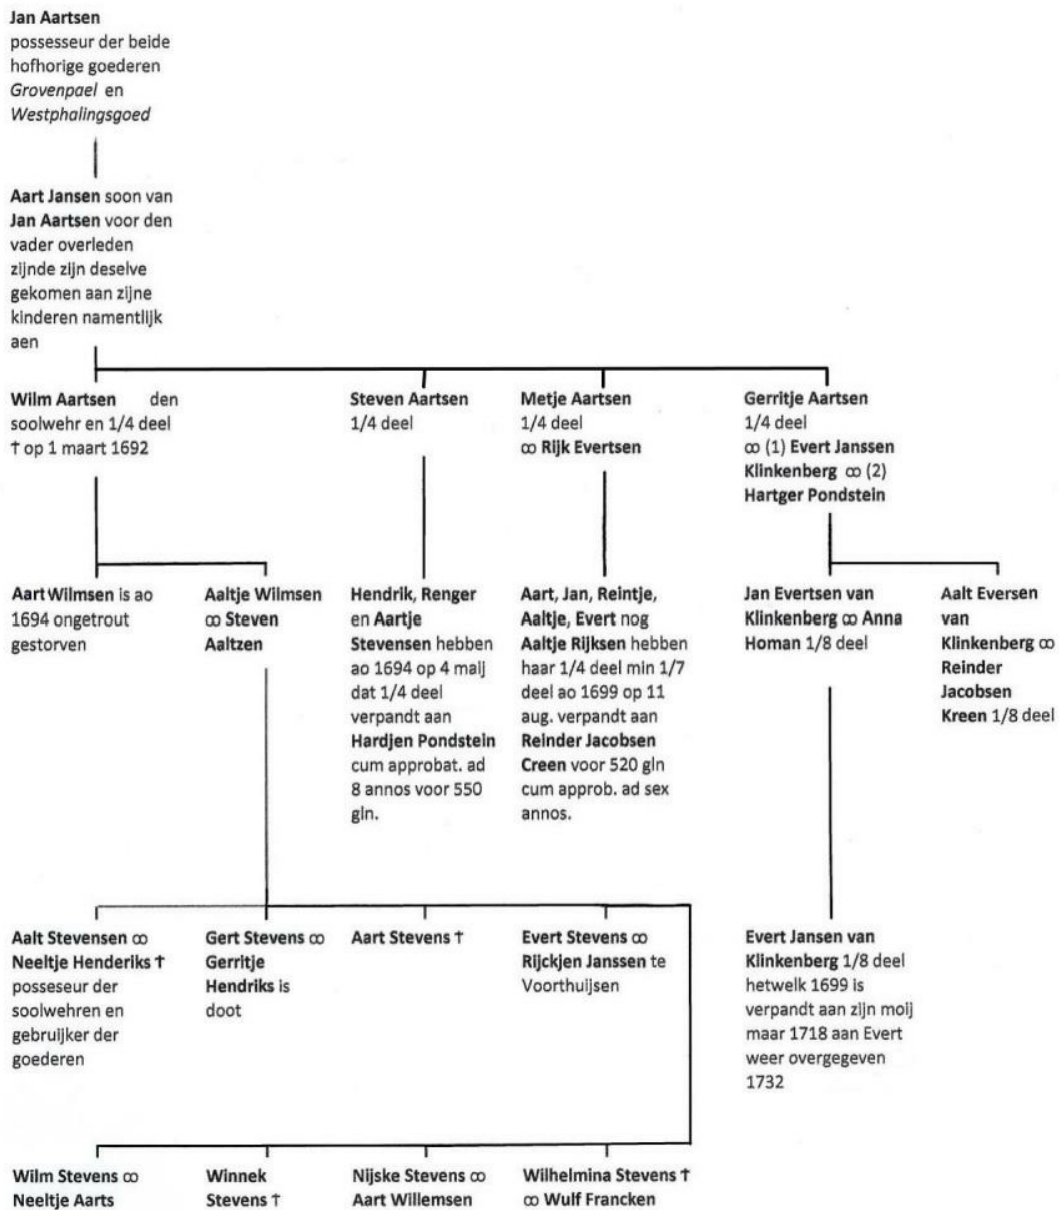 Jan Aartsen
possesseur der beide
hofhorige goederen
Grovenpael en
Westphalingsgoed
Aart Jansen soon van
Jan Aartsen voor den
vader overleden
zijnde zijn deselve
gekomen aan zijne
kinderen namentlijk
aen
Wilm Aartsen den
soolwehr en 1/4 deel
† op 1 maart 1692
Steven Aartsen
1/4 deel
Metje Aartsen
1/4 deel
∞ Rijk Evertsen
Gerritje Aartsen
1/4 deel
∞ (1) Evert Janssen
Klinkenberg ∞ (2)
Hartger Pondstein
Aart Wilmsen is ao
1694 ongetrout
gestorven
Aaltje Wilmsen
∞ Steven
Aaltzen
Hendrik, Renger
en Aartje
Stevensen hebben
ao 1694 op 4 maij
dat 1/4 deel
verpandt aan
Hardjen Pondstein
cum approbat. ad
8 annos voor 550
gln.
Aart, Jan, Reintje,
Aaltje, Evert nog
Aaltje Rijksen hebben
haar 1/4 deel min 1/7
deel ao 1699 op 11
aug. verpandt aan
Reinder Jacobsen
Creen voor 520 gln
cum approb. ad sex
annos.
Jan Evertsen van
Klinkenberg ∞ Anna
Homan 1/8 deel
Aalt Eversen
van
Klinkenberg ∞
Reinder
Jacobsen
Kreen 1/8 deel
Aalt Stevensen ∞
Neeltje Henderiks †
posseseur der
soolwehren en
gebruijker der
goederen
Gert Stevens ∞
Gerritje
Hendriks is
doot
Aart Stevens †
Evert Stevens ∞
Rijckjen Janssen te
Voorthuijsen
Evert Jansen van
Klinkenberg 1/8 deel
hetwelk 1699 is
verpandt aan zijn moij
maar 1718 aan Evert
weer overgegeven
1732
Wilm Stevens ∞
Neeltje Aarts
Winnek
Stevens †
Nijske Stevens ∞
Aart Willemsen
Wilhelmina Stevens †
∞ Wulf Francken